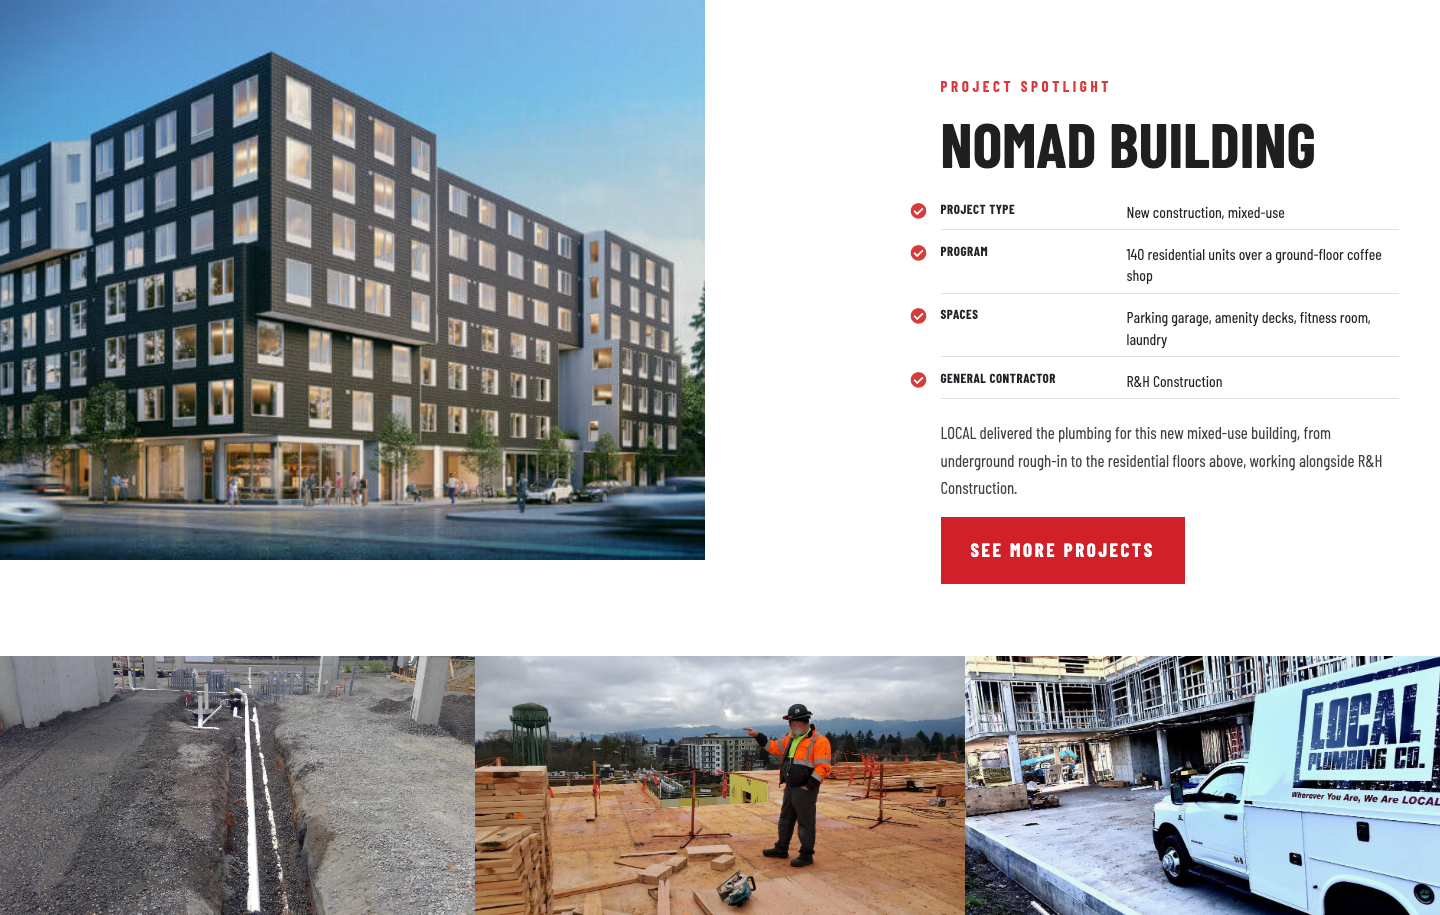 PROJECT SPOTLIGHT
NOMAD BUILDING
PROJECT TYPE
New construction, mixed-use
PROGRAM
140 residential units over a ground-floor coffee
shop
SPACES
Parking garage, amenity decks, fitness room,
laundry
GENERAL CONTRACTOR
R&H Construction
LOCAL delivered the plumbing for this new mixed-use building, from
underground rough-in to the residential floors above, working alongside R&H
Construction.
SEE MORE PROJECTS
LOCAL
PLUMBING CO.
Wherever You Are, We Are LOCAL